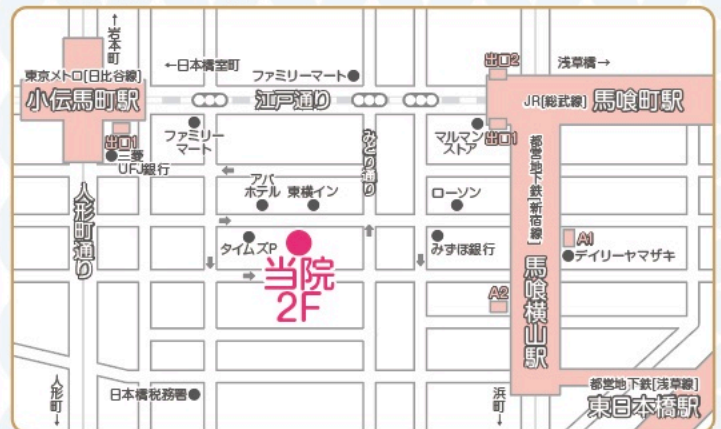 ←岩本町
←日本橋室町
ファミリーマート
出口2
浅草橋→
東京メトロ[日比谷線]
小伝馬町駅
江戸通り
JR[総武線] 馬喰町駅
出口1
三菱
UFJ銀行
ファミリー
マート
みどり通り
マルマン
ストア
出口1
都営地下鉄[新宿線]
馬喰横山駅
人形町通り
アパ
ホテル
東横イン
ローソン
タイムズP
当院
2F
みずほ銀行
A1
デイリーヤマザキ
A2
人形町→
日本橋税務署
浜町→
都営地下鉄[浅草線]
東日本橋駅